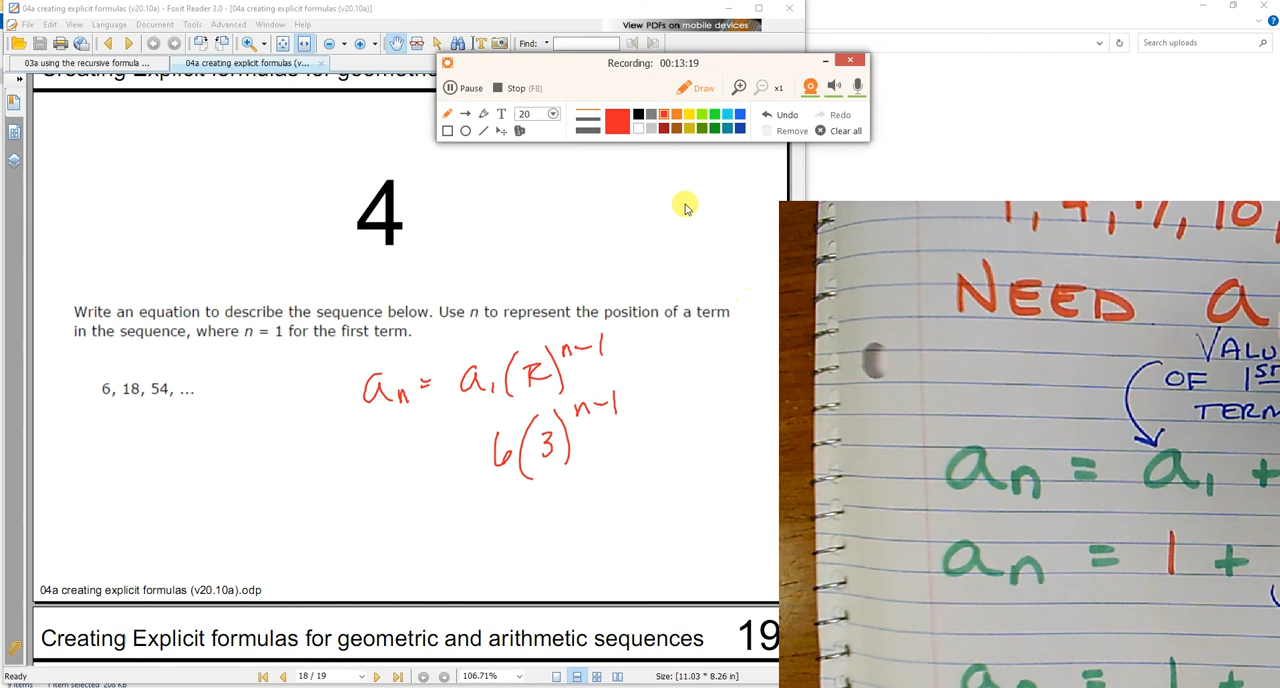 04a creating explicit formulas (v20.10a) - Foxit Reader 3.0 - [04a creating explicit formulas (v20.10a)]
File Edit View Language Document Tools Advanced Window Help
View PDFs on mobile devices
Find:
Search uploads
03a using the recursive formula ...
04a creating explicit formulas (v...
Recording: 00:13:19
Pause Stop (F8) Draw x1
T 20 Undo Redo
Remove Clear all
4
Write an equation to describe the sequence below. Use n to represent the position of a term
in the sequence, where n = 1 for the first term.
6, 18, 54, ...
aₙ = a₁(R)ⁿ⁻¹
6(3)ⁿ⁻¹
04a creating explicit formulas (v20.10a).odp
Creating Explicit formulas for geometric and arithmetic sequences 19
Ready
18 / 19
106.71%
Size: [11.03 * 8.26 in]
1, 4, 7, 10,
NEED a
VALU
OF 1ST
TERM
aₙ = a₁ +
aₙ = 1 +